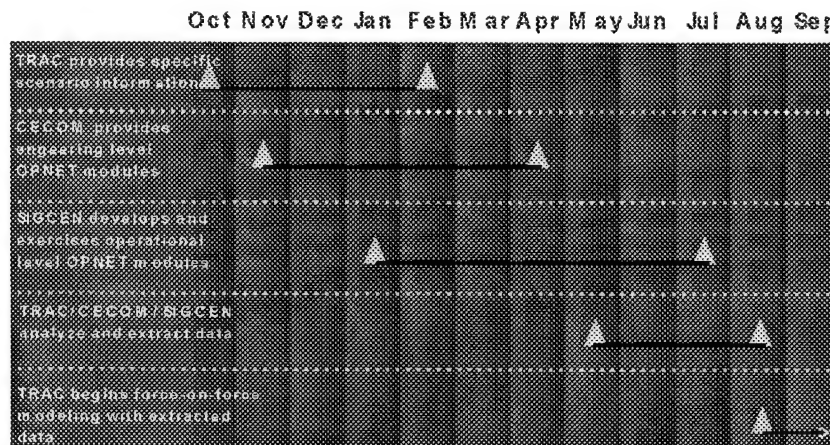 Oct Nov Dec Jan Feb Mar Apr May Jun Jul Aug Sep
TRAC provides specific
scenario information
CECOM provides
engearing level
OPNET modules
SIGCEN develops and
exercises operational
level OPNET modules
TRAC/CECOM/SIGCEN
analyze and extract data
TRAC begins force-on-force
modeling with extracted
data